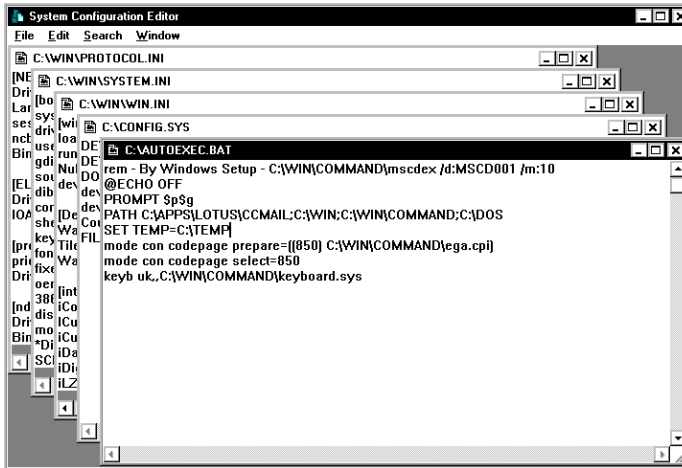 System Configuration Editor
File Edit Search Window
C:\WIN\PROTOCOL.INI
C:\WIN\SYSTEM.INI
C:\WIN\WIN.INI
C:\CONFIG.SYS
C:\AUTOEXEC.BAT
rem - By Windows Setup - C:\WIN\COMMAND\mscdex /d:MSCD001 /m:10
@ECHO OFF
PROMPT $p$g
PATH C:\APPS\LOTUS\CCMAIL;C:\WIN;C:\WIN\COMMAND;C:\DOS
SET TEMP=C:\TEMP
mode con codepage prepare=((850) C:\WIN\COMMAND\ega.cpi)
mode con codepage select=850
keyb uk,,C:\WIN\COMMAND\keyboard.sys